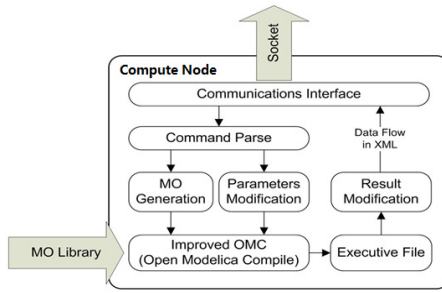 Socket
Compute Node
Communications Interface
Command Parse
Data Flow
in XML
MO
Generation
Parameters
Modification
Result
Modification
MO Library
Improved OMC
(Open Modelica Compile)
Executive File